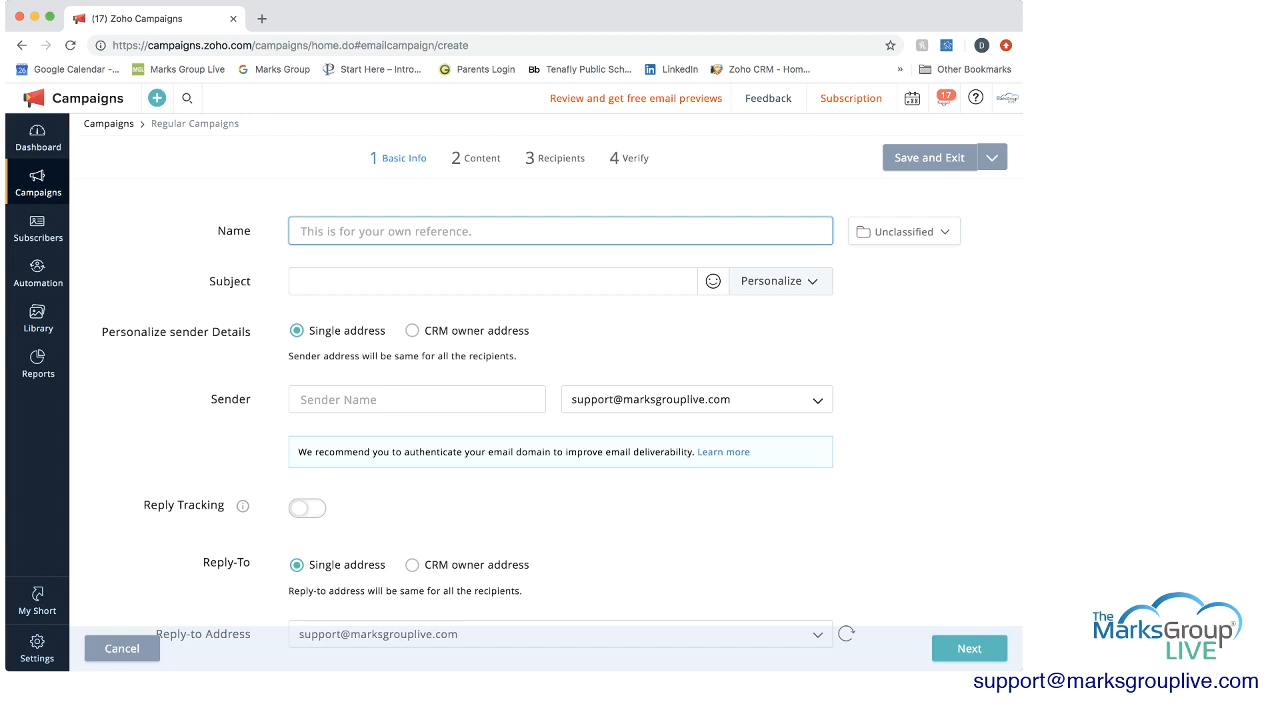 (17) Zoho Campaigns
https://campaigns.zoho.com/campaigns/home.do#emailcampaign/create
D
26 Google Calendar -... MGL Marks Group Live G Marks Group Start Here – Intro... G Parents Login Bb Tenafly Public Sch... in LinkedIn Zoho CRM - Hom... » Other Bookmarks
Campaigns Review and get free email previews Feedback Subscription 17
Campaigns > Regular Campaigns
Dashboard
Campaigns
Subscribers
Automation
Library
Reports
My Short
Settings
1 Basic Info 2 Content 3 Recipients 4 Verify Save and Exit
Name This is for your own reference. Unclassified
Subject Personalize
Personalize sender Details Single address CRM owner address
Sender address will be same for all the recipients.
Sender Sender Name support@marksgrouplive.com
We recommend you to authenticate your email domain to improve email deliverability. Learn more
Reply Tracking
Reply-To Single address CRM owner address
Reply-to address will be same for all the recipients.
Reply-to Address support@marksgrouplive.com
Cancel Next
The
MarksGroup®
LIVE
support@marksgrouplive.com